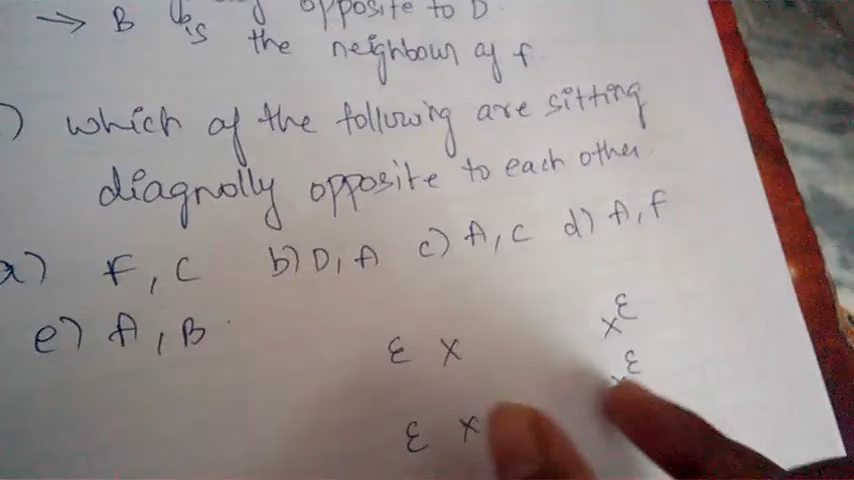 → B is opposite to D.
the neighbour of f
) which of the following are sitting
diagnolly opposite to each other.
a) F, C b) D, A c) A, C d) A, F
e) A, B.
ε x x ε
ε x x ε